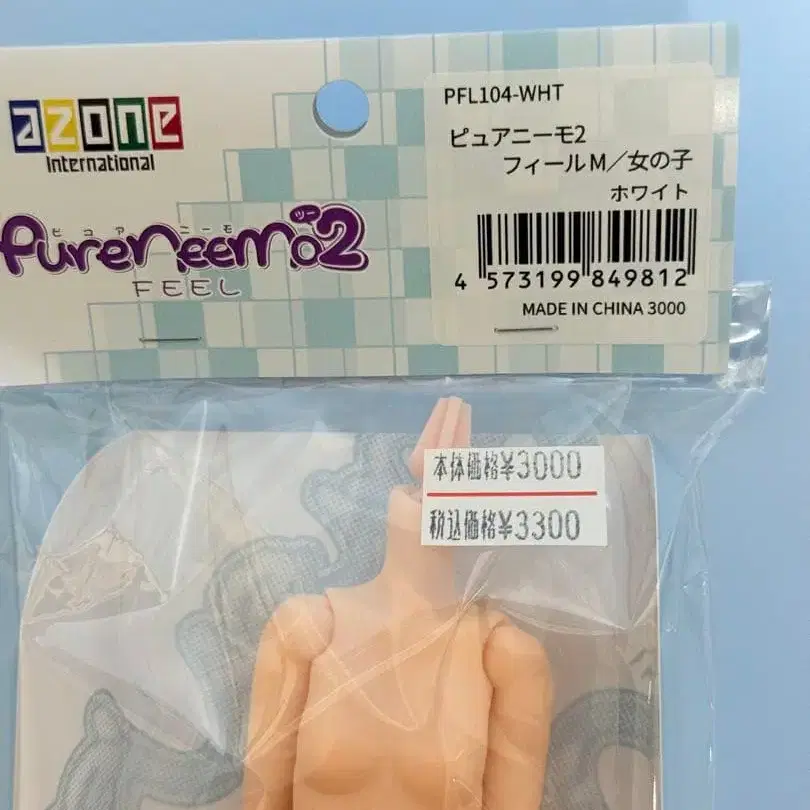 azone
International
ピュアニーモツー
PureNeemo2
FEEL
PFL104-WHT
ピュアニーモ2
フィールM／女の子
ホワイト
4 573199 849812
MADE IN CHINA 3000
本体価格¥3000
税込価格¥3300